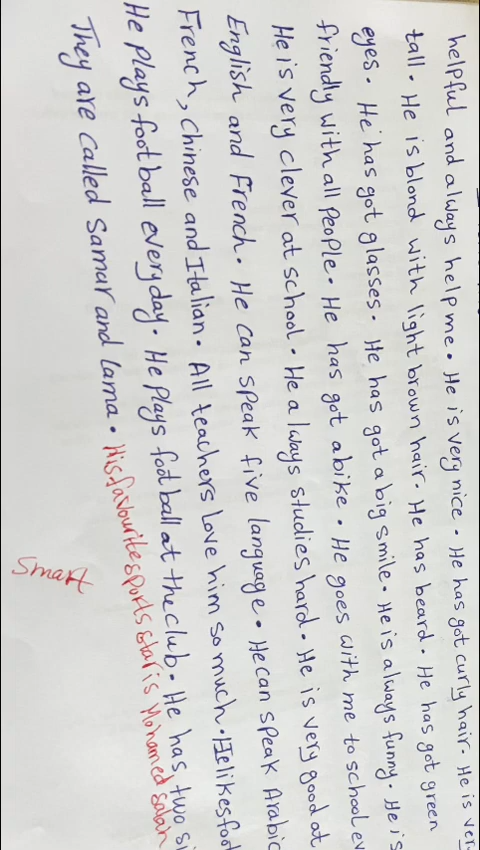 helpful and always help me. He is very nice. He has got curly hair. He is very
tall. He is blond with light brown hair. He has beard. He has got green
eyes. He has got glasses. He has got a big smile. He is always funny. He is
friendly with all people. He has got a bike. He goes with me to school ev
He is very clever at school. He always studies hard. He is very good at
English and French. He can speak five language. He can speak Arabic
French, Chinese and Italian. All teachers love him so much. He likes foot
He plays football everyday. He plays football at the club. He has two si
They are called Samar and lama. His favourite sports star is Mohamed Salah
Smart